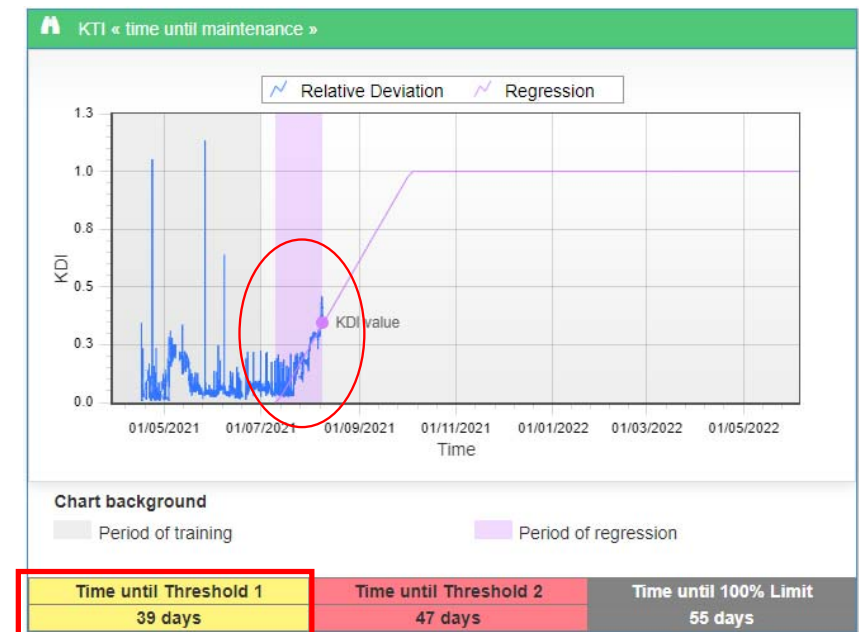 KTI « time until maintenance »
Relative Deviation Regression
1.3
1.0
0.8
0.5
0.3
0.0
KDI
KDI value
01/05/2021 01/07/2021 01/09/2021 01/11/2021 01/01/2022 01/03/2022 01/05/2022
Time
Chart background
Period of training Period of regression
Time until Threshold 1 Time until Threshold 2 Time until 100% Limit
39 days 47 days 55 days